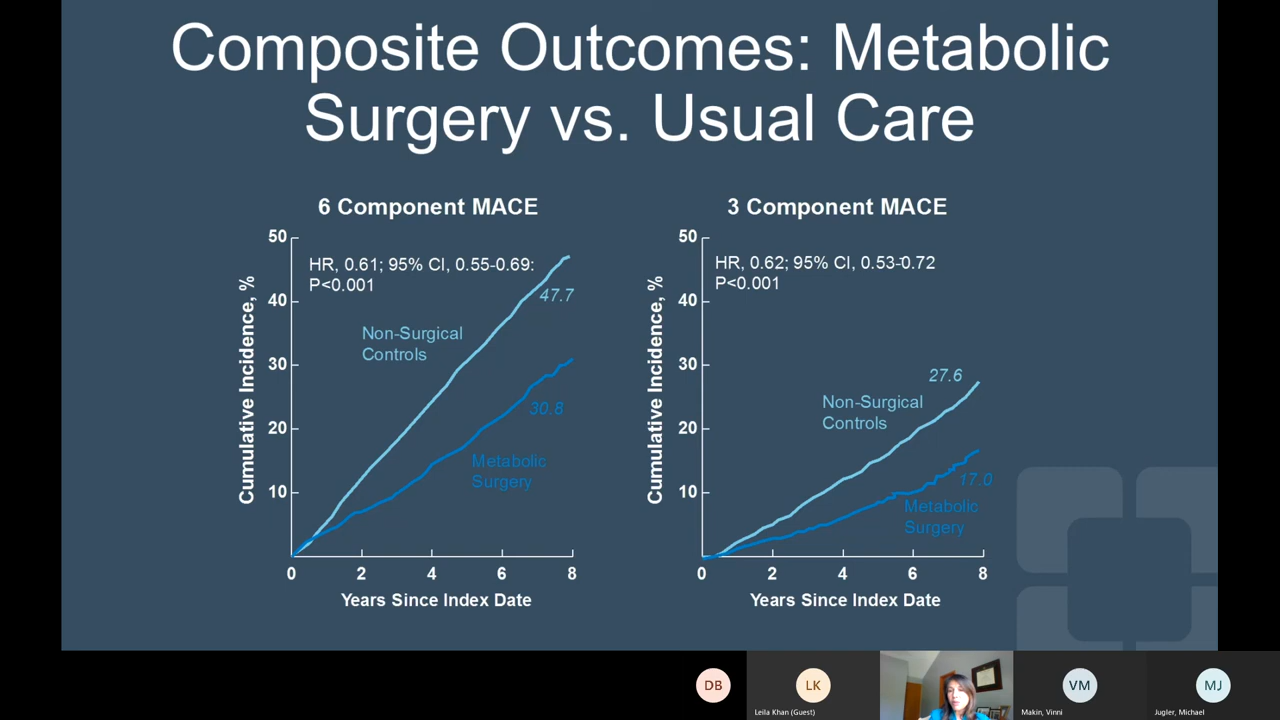 Composite Outcomes: Metabolic
Surgery vs. Usual Care
6 Component MACE
50
40
30
20
10
Cumulative Incidence, %
HR, 0.61; 95% CI, 0.55-0.69:
P<0.001
47.7
Non-Surgical
Controls
30.8
Metabolic
Surgery
0 2 4 6 8
Years Since Index Date
3 Component MACE
50
40
30
20
10
Cumulative Incidence, %
HR, 0.62; 95% CI, 0.53-0.72
P<0.001
27.6
Non-Surgical
Controls
17.0
Metabolic
Surgery
0 2 4 6 8
Years Since Index Date
DB
LK
Leila Khan (Guest)
VM
Makin, Vinni
MJ
Jugler, Michael